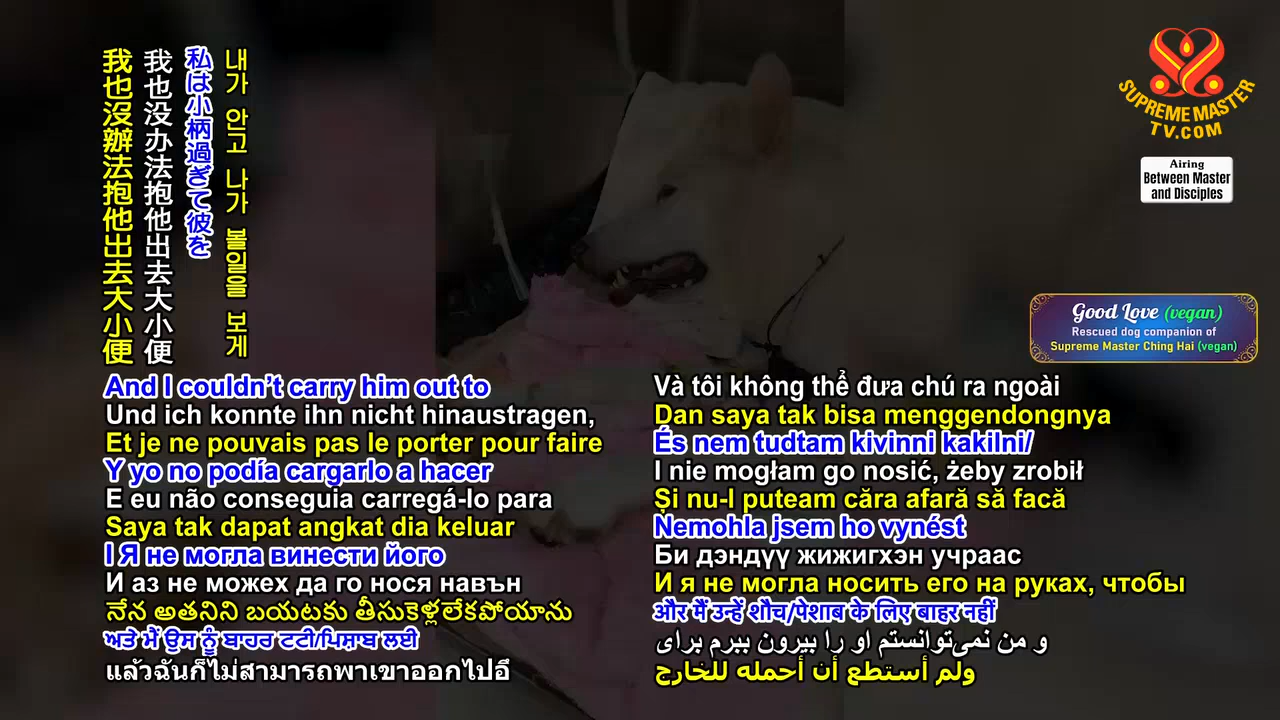 我也沒辦法抱他出去大小便
我也没办法抱他出去大小便
私は小柄過ぎて彼を
내가 안고 나가 볼일을 보게
And I couldn't carry him out to
Und ich konnte ihn nicht hinaustragen,
Et je ne pouvais pas le porter pour faire
Y yo no podía cargarlo a hacer
E eu não conseguia carregá-lo para
Saya tak dapat angkat dia keluar
І Я не могла винести його
И аз не можех да го нося навън
నేన అతనిని బయటకు తీసుకెళ్లలేకపోయాను
ਅਤੇ ਮੈਂ ਉਸ ਨੂੰ ਬਾਹਰ ਟਟੀ/ਪਿਸ਼ਾਬ ਲਈ
แล้วฉันก็ไม่สามารถพาเขาออกไปอึ
Và tôi không thể đưa chú ra ngoài
Dan saya tak bisa menggendongnya
És nem tudtam kivinni kakilni/
I nie mogłam go nosić, żeby zrobił
Și nu-l puteam căra afară să facă
Nemohla jsem ho vynést
Би дэндүү жижигхэн учраас
И я не могла носить его на руках, чтобы
और मैं उन्हें शौच/पेशाब के लिए बाहर नहीं
و من نمی‌توانستم او را بیرون ببرم برای
ولم أستطع أن أحمله للخارج
SUPREME MASTER
TV.COM
Airing
Between Master
and Disciples
Good Love (vegan)
Rescued dog companion of
Supreme Master Ching Hai (vegan)